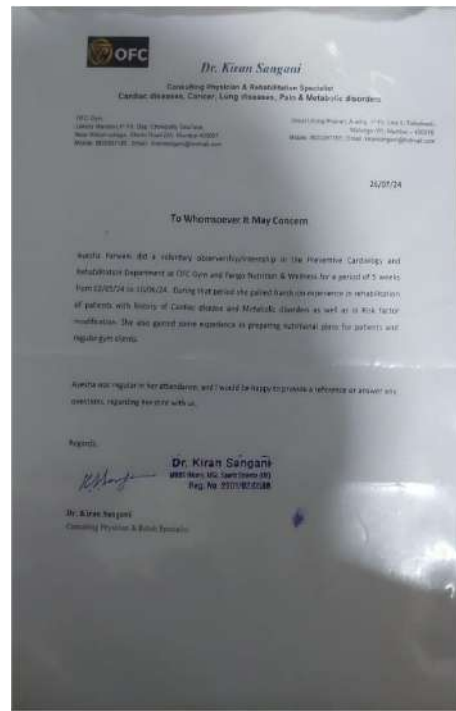 OFC
Dr. Kiran Sangani
Consulting Physician & Rehabilitation Specialist
Cardiac diseases, Cancer, Lung diseases, Pain & Metabolic disorders
OFC Gym,
26/07/24
To Whomsoever It May Concern
Ayesha Parween did a voluntary observership/internship in the Preventive Cardiology and
Rehabilitation Department at OFC Gym and Fargo Nutrition & Wellness for a period of 5 weeks
from to 10/06/24. During that period she gained hands on experience in rehabilitation
of patients with history of Cardiac disease and Metabolic disorders as well as in Risk factor
modification. She also gained some experience in preparing nutritional plans for patients and
regular gym clients.
Ayesha was regular in her attendance, and I would be happy to provide a reference or answer any
questions, regarding her stint with us.
Regards,
Dr. Kiran Sangani
Reg. No.
Dr. Kiran Sangani
Consulting Physician & Rehab Specialist